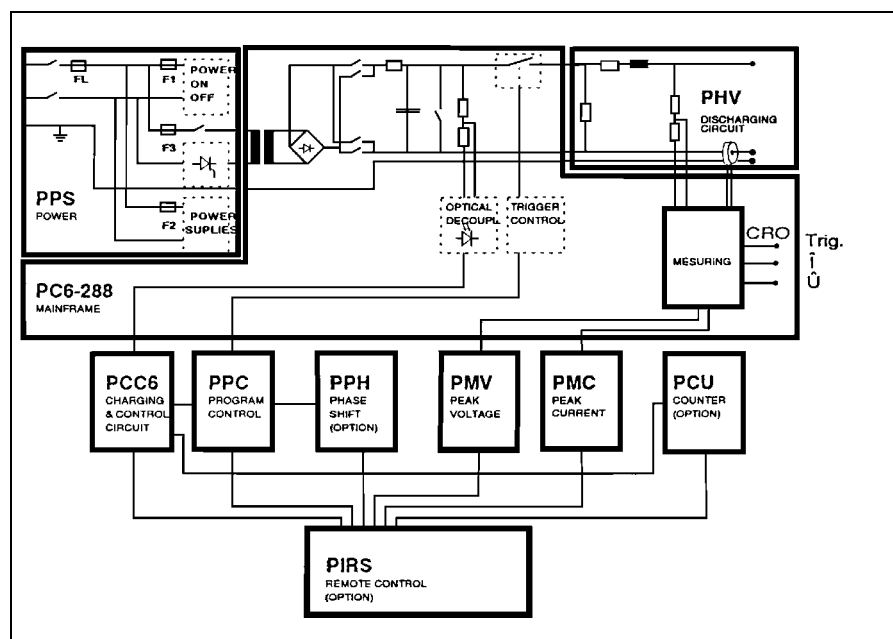 FL
F1
POWER
ON
OFF
F3
PPS
POWER
F2
POWER
SUPLIES
PHV
DISCHARGING
CIRCUIT
OPTICAL
DECOUPL
TRIGGER
CONTROL
MESURING
CRO
Trig.
Î
Û
PC6-288
MAINFRAME
PCC6
CHARGING
& CONTROL
CIRCUIT
PPC
PROGRAM
CONTROL
PPH
PHASE
SHIFT
(OPTION)
PMV
PEAK
VOLTAGE
PMC
PEAK
CURRENT
PCU
COUNTER
(OPTION)
PIRS
REMOTE CONTROL
(OPTION)